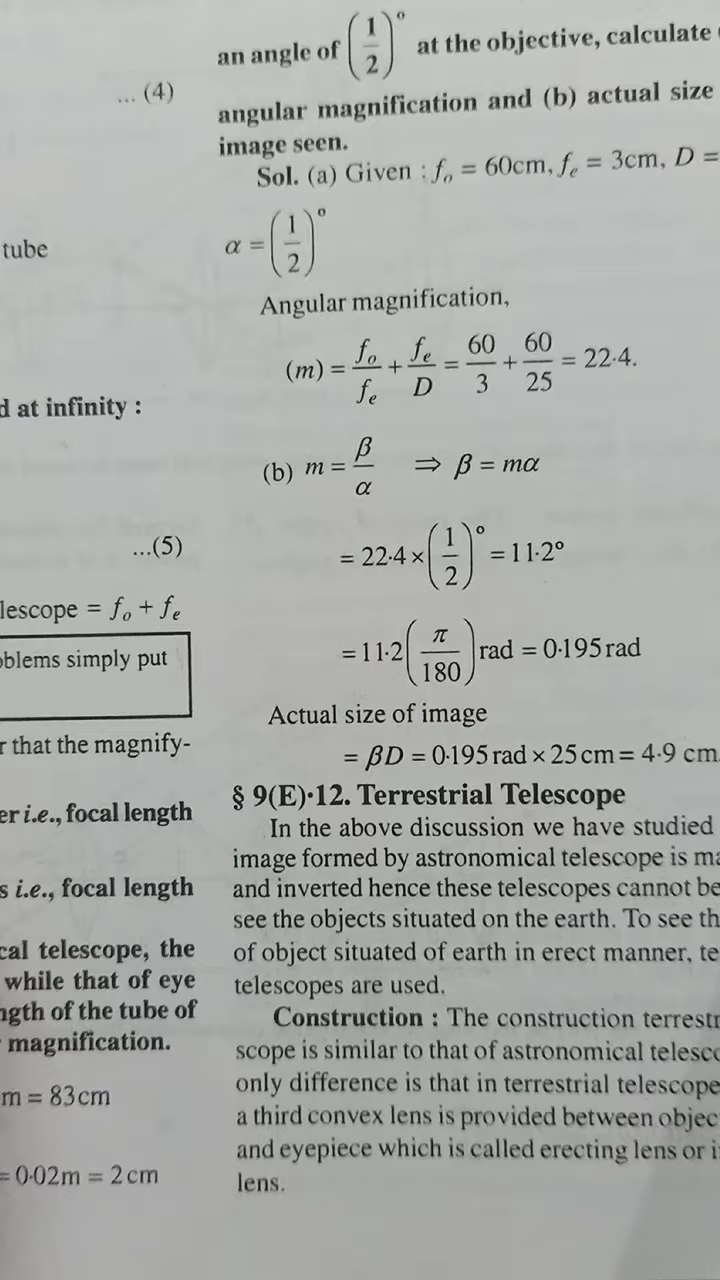 ... (4)
tube
d at infinity :
...(5)
lescope = fₒ + fₑ
oblems simply put
r that the magnify-
er i.e., focal length
s i.e., focal length
cal telescope, the
while that of eye
ngth of the tube of
magnification.
m = 83cm
= 0·02m = 2cm
an angle of (1/2)° at the objective, calculate
angular magnification and (b) actual size
image seen.
Sol. (a) Given : fₒ = 60cm, fₑ = 3cm, D =
α = (1/2)°
Angular magnification,
(m) = fₒ/fₑ + fₑ/D = 60/3 + 60/25 = 22·4.
(b) m = β/α ⇒ β = mα
= 22·4 × (1/2)° = 11·2°
= 11·2 (π/180) rad = 0·195 rad
Actual size of image
= βD = 0·195 rad × 25 cm = 4·9 cm.
§ 9(E)·12. Terrestrial Telescope
In the above discussion we have studied
image formed by astronomical telescope is ma
and inverted hence these telescopes cannot be
see the objects situated on the earth. To see th
of object situated of earth in erect manner, te
telescopes are used.
Construction : The construction terrestr
scope is similar to that of astronomical telesco
only difference is that in terrestrial telescope
a third convex lens is provided between objec
and eyepiece which is called erecting lens or i
lens.